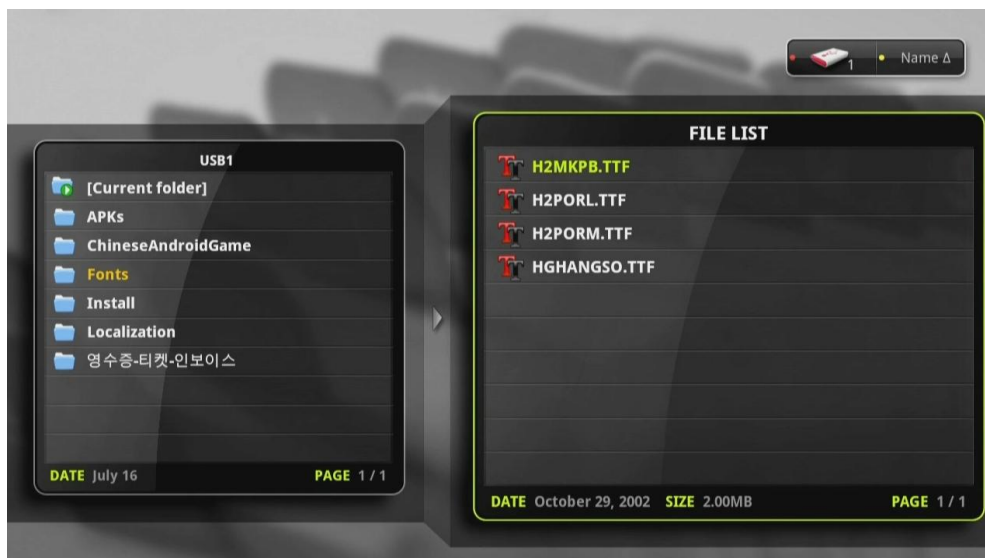 1
Name Δ
USB1
[Current folder]
APKs
ChineseAndroidGame
Fonts
Install
Localization
영수증-티켓-인보이스
DATE July 16 PAGE 1 / 1
FILE LIST
H2MKPB.TTF
H2PORL.TTF
H2PORM.TTF
HGHANGSO.TTF
DATE October 29, 2002 SIZE 2.00MB PAGE 1 / 1